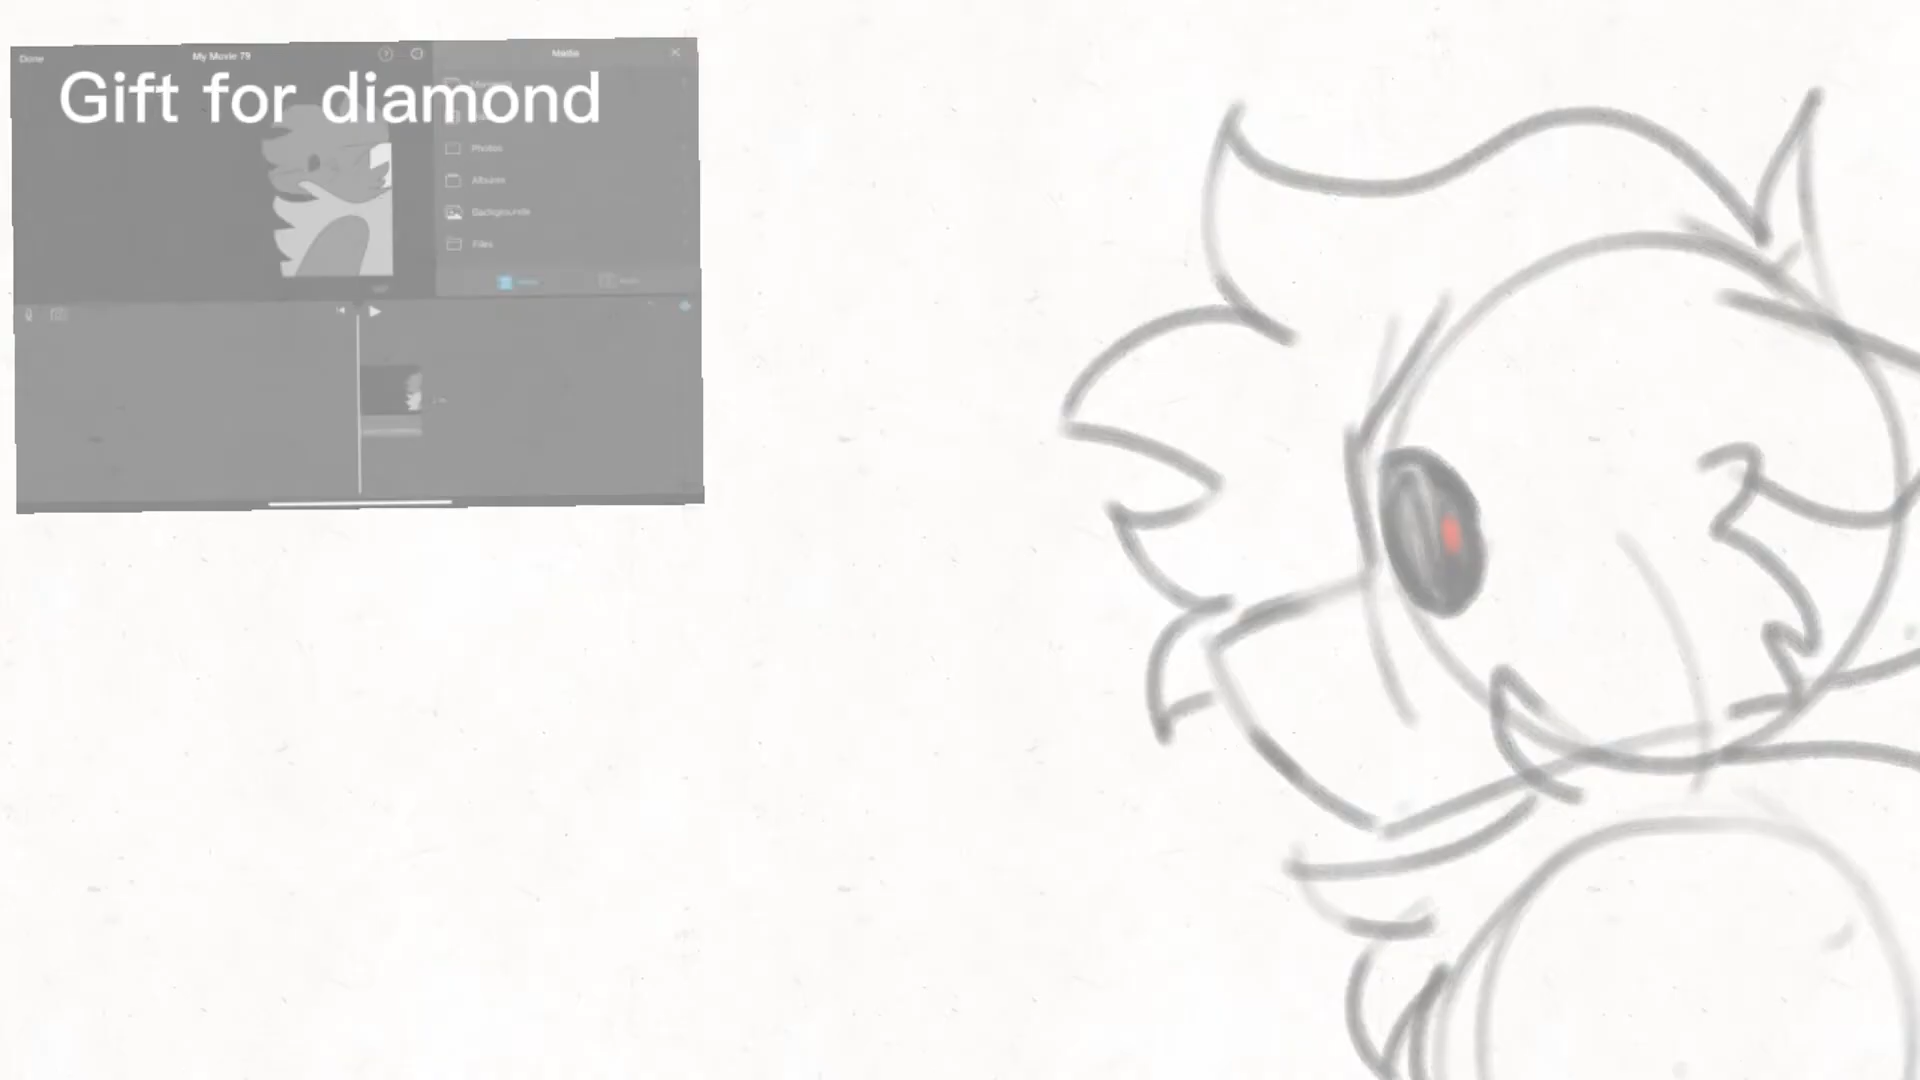 Done
My Movie 79
Media
Gift for diamond
Photos
Albums
Backgrounds
Files